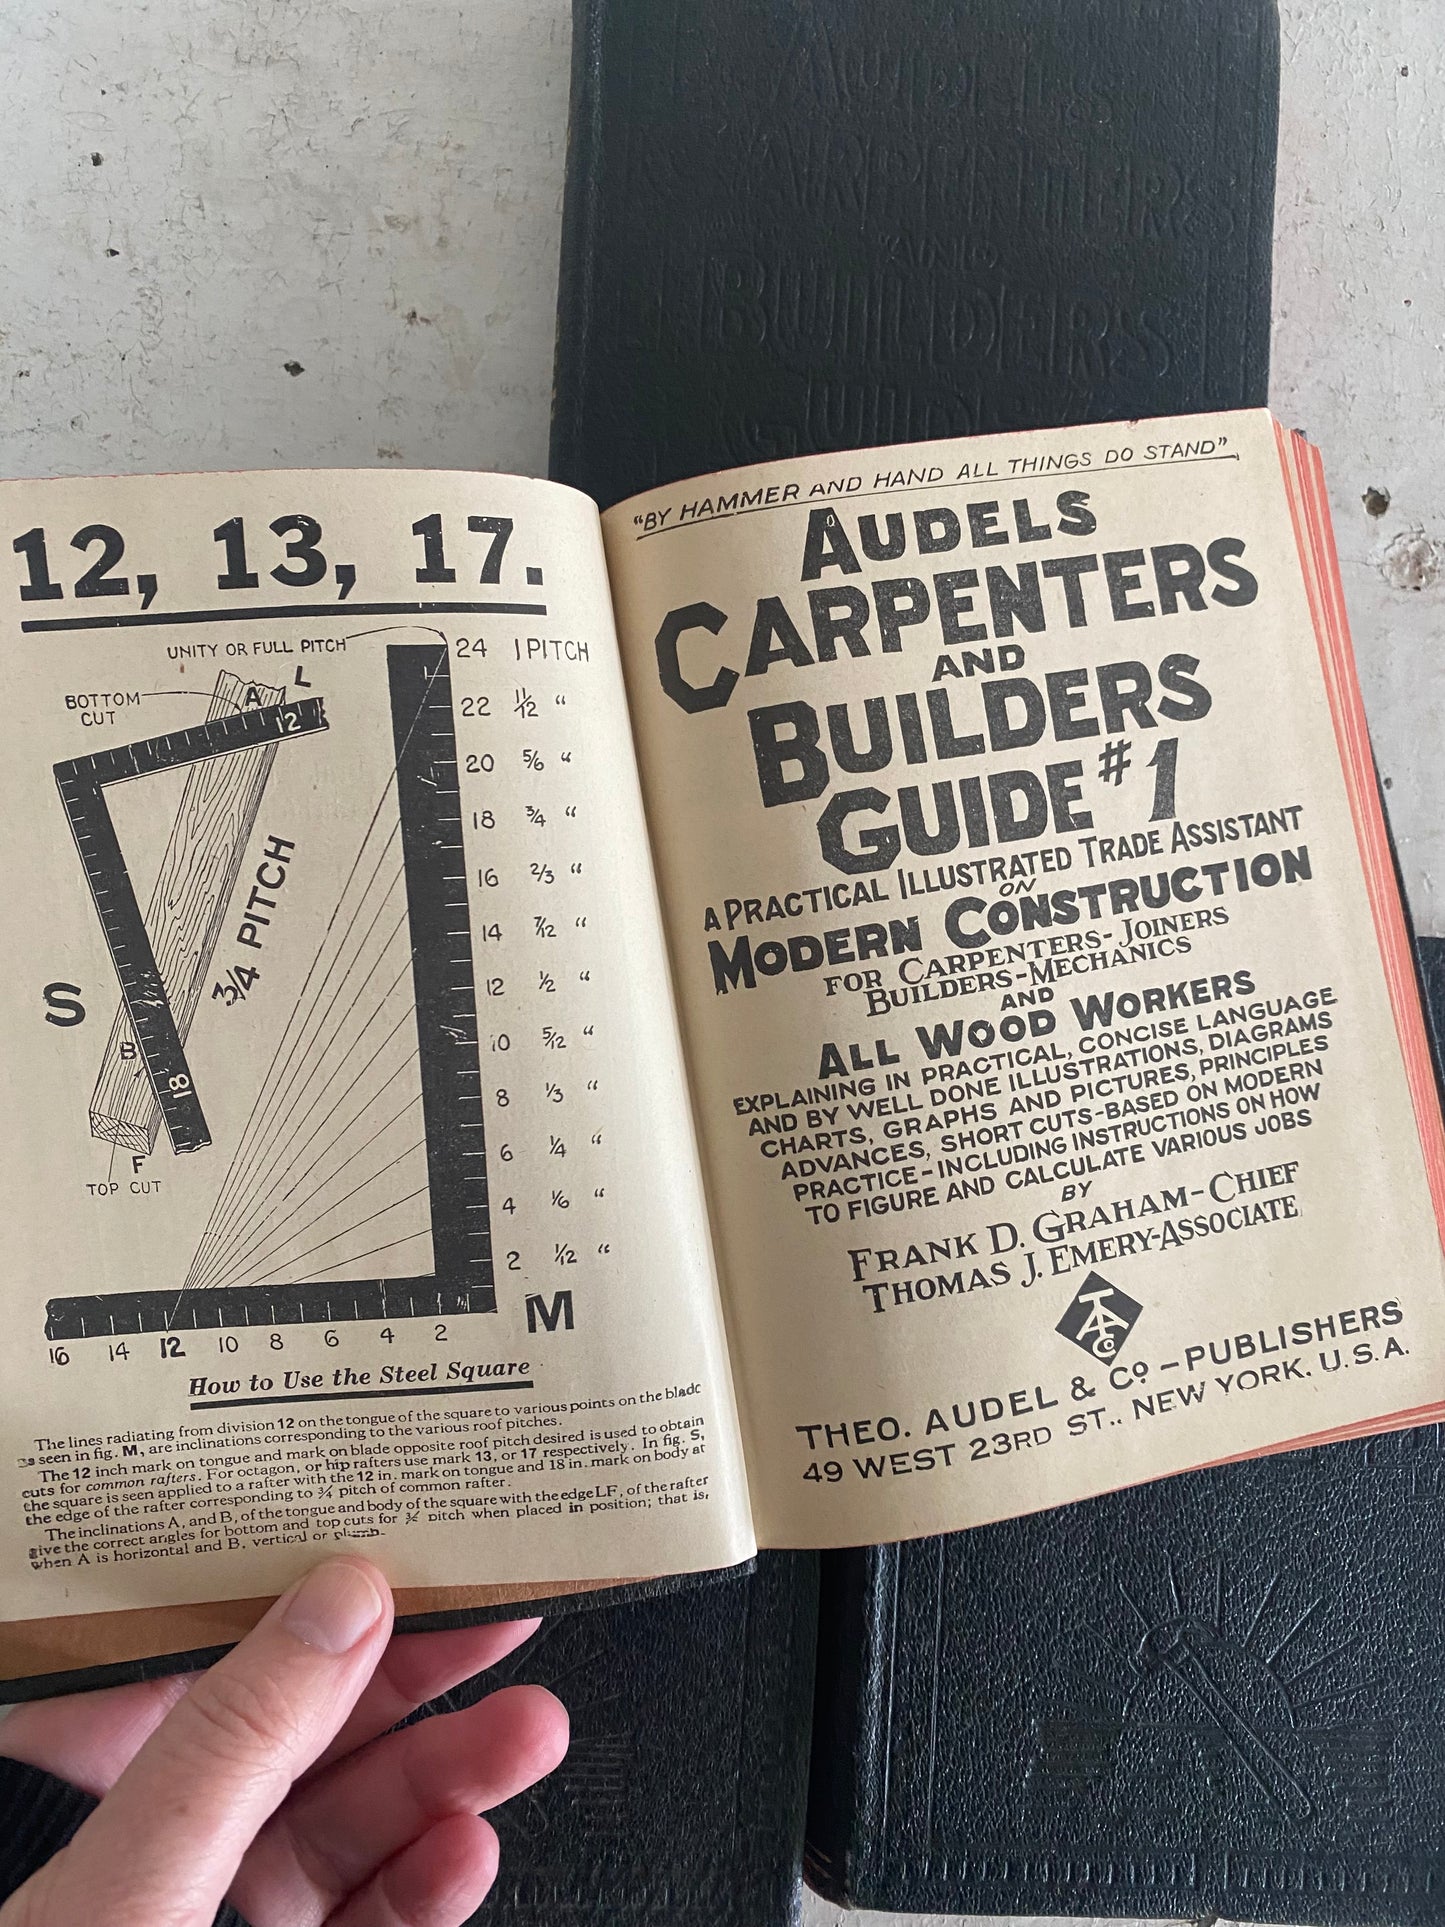 AUDELS
CARPENTERS
AND
BUILDERS
GUIDE
12, 13, 17.
UNITY OR FULL PITCH
24 1 PITCH
BOTTOM
CUT
A
L
12
22 11/12 "
20 5/6 "
18 3/4 "
16 2/3 "
14 7/12 "
12 1/2 "
10 5/12 "
8 1/3 "
6 1/4 "
4 1/6 "
2 1/12 "
3/4 PITCH
S
B
18
F
TOP CUT
M
16 14 12 10 8 6 4 2
How to Use the Steel Square
The lines radiating from division 12 on the tongue of the square to various points on the blade
as seen in fig. M, are inclinations corresponding to the various roof pitches.
The 12 inch mark on tongue and mark on blade opposite roof pitch desired is used to obtain
cuts for common rafters. For octagon, or hip rafters use mark 13, or 17 respectively. In fig. S,
the square is seen applied to a rafter with the 12 in. mark on tongue and 18 in. mark on body at
the edge of the rafter corresponding to 3/4 pitch of common rafter.
The inclinations A, and B, of the tongue and body of the square with the edge LF, of the rafter
give the correct angles for bottom and top cuts for 3/4 pitch when placed in position; that is,
when A is horizontal and B, vertical or plumb.
"BY HAMMER AND HAND ALL THINGS DO STAND"
AUDELS
CARPENTERS
AND
BUILDERS
GUIDE #1
A PRACTICAL ILLUSTRATED TRADE ASSISTANT
ON
MODERN CONSTRUCTION
FOR CARPENTERS-JOINERS
BUILDERS-MECHANICS
AND
ALL WOOD WORKERS
EXPLAINING IN PRACTICAL, CONCISE LANGUAGE
AND BY WELL DONE ILLUSTRATIONS, DIAGRAMS
CHARTS, GRAPHS AND PICTURES, PRINCIPLES
ADVANCES, SHORT CUTS-BASED ON MODERN
PRACTICE-INCLUDING INSTRUCTIONS ON HOW
TO FIGURE AND CALCULATE VARIOUS JOBS
BY
FRANK D. GRAHAM-CHIEF
THOMAS J. EMERY-ASSOCIATE
TA Co
THEO. AUDEL & Co.-PUBLISHERS
49 WEST 23RD ST., NEW YORK. U.S.A.